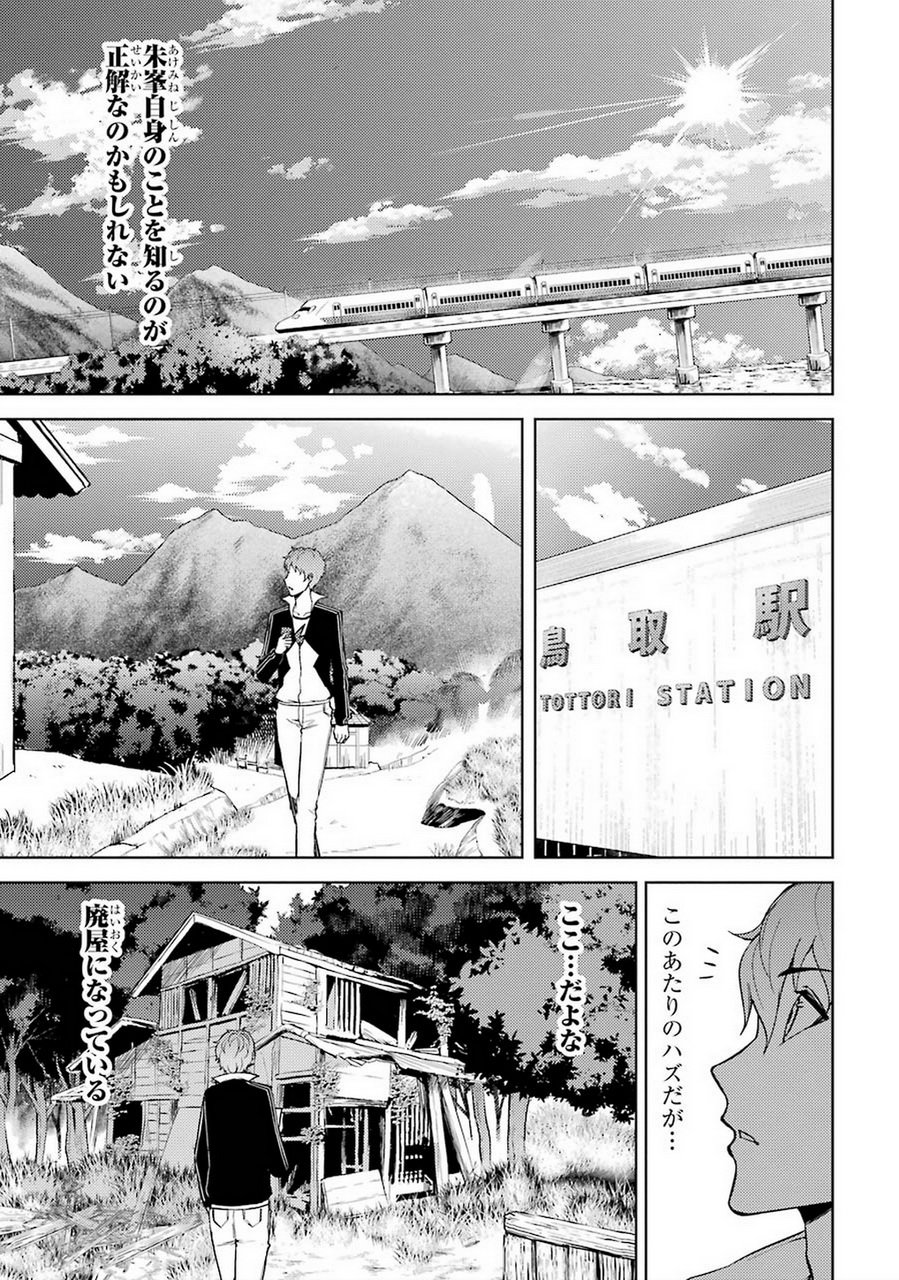 朱峯自身のことを知るのが
正解なのかもしれない
鳥取駅
TOTTORI STATION
このあたりのハズだが…
ここ…だよな
廃屋になっている